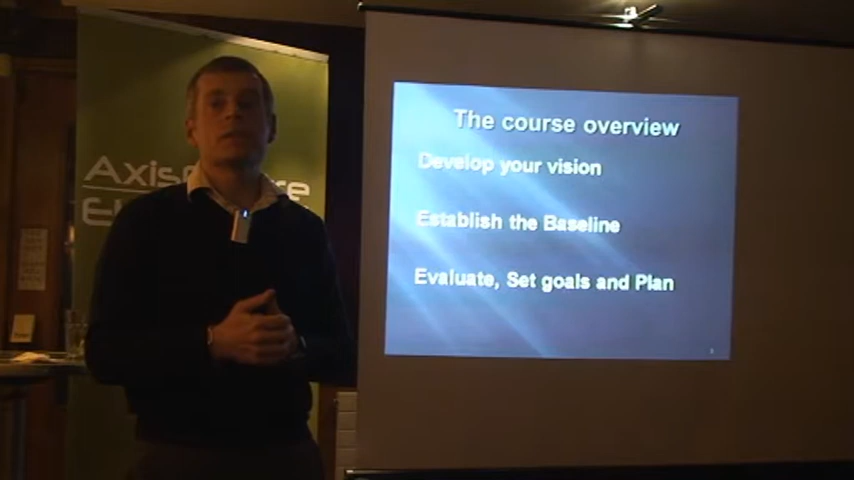 The course overview
Develop your vision
Establish the Baseline
Evaluate, Set goals and Plan